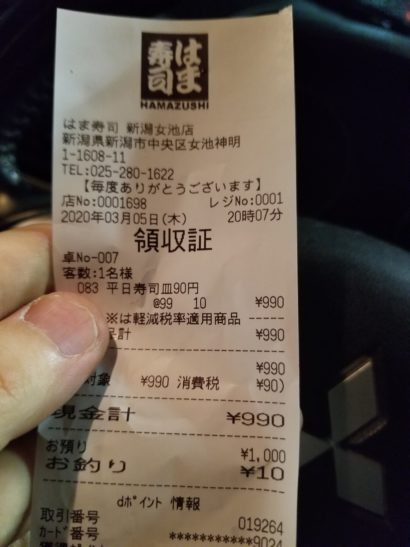 はま
寿司
HAMAZUSHI
はま寿司 新潟女池店
新潟県新潟市中央区女池神明
1-1608-11
TEL:025-280-1622
【毎度ありがとうございます】
店No:0001698 レジNo:0001
2020年03月05日(木) 20時07分
領収証
卓No-007
客数:1名様
083 平日寿司皿90円
@99 10 ¥990
※は軽減税率適用商品
計 ¥990
¥990
対象 ¥990 消費税 ¥90)
現金計 ¥990
お預り ¥1,000
お釣り ¥10
dポイント 情報
取引番号 019264
カード番号 ***********9024